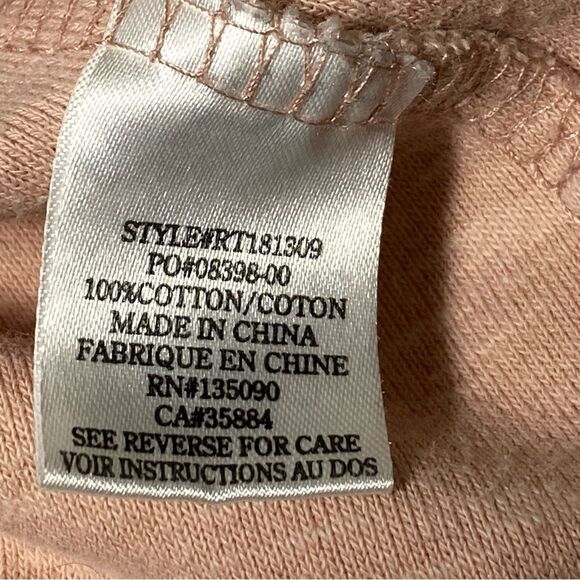 STYLE#RT181309
PO#08398-00
100%COTTON/COTON
MADE IN CHINA
FABRIQUE EN CHINE
RN#135090
CA#35884
SEE REVERSE FOR CARE
VOIR INSTRUCTIONS AU DOS